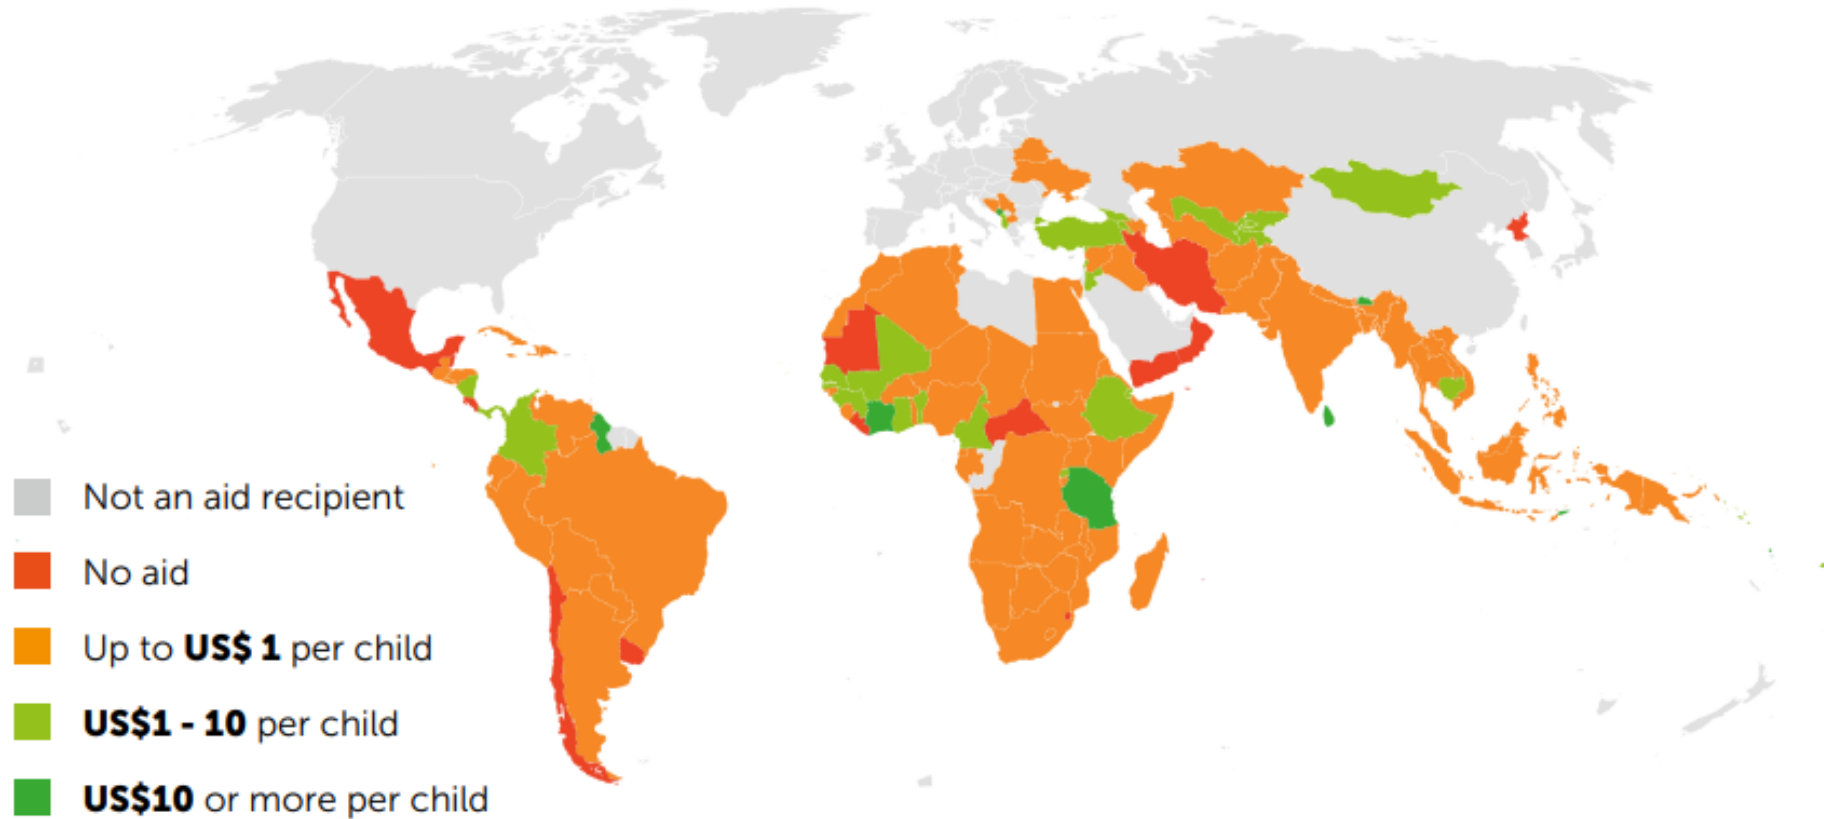 Not an aid recipient
No aid
Up to US$ 1 per child
US$1 - 10 per child
US$10 or more per child